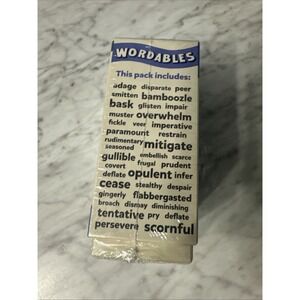 WORDABLES
This pack includes:
adage disparate peer
smitten bamboozle
bask glisten impair
muster overwhelm
fickle veer imperative
paramount restrain
rudimentary mitigate
seasoned
gullible embellish scarce
covert frugal prudent
deflate opulent infer
cease stealthy despair
gingerly flabbergasted
broach dismay diminishing
tentative pry deflate
persevere scornful